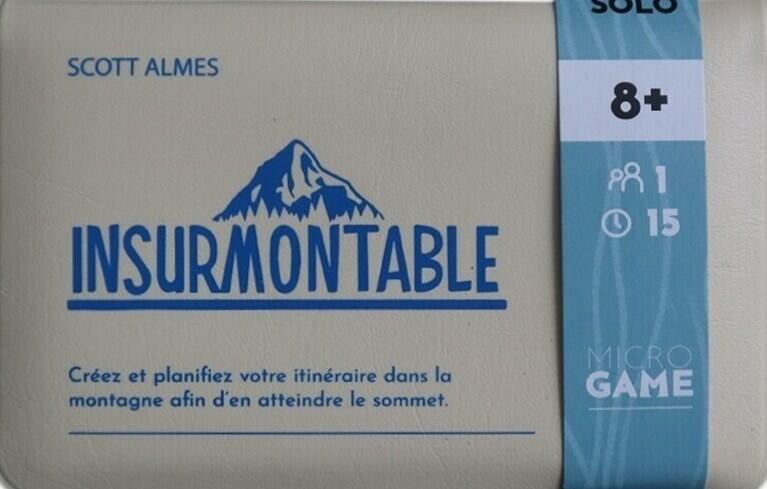 SCOTT ALMES
INSURMONTABLE
Créez et planifiez votre itinéraire dans la
montagne afin d'en atteindre le sommet.
SOLO
8+
1
15
MICRO
GAME